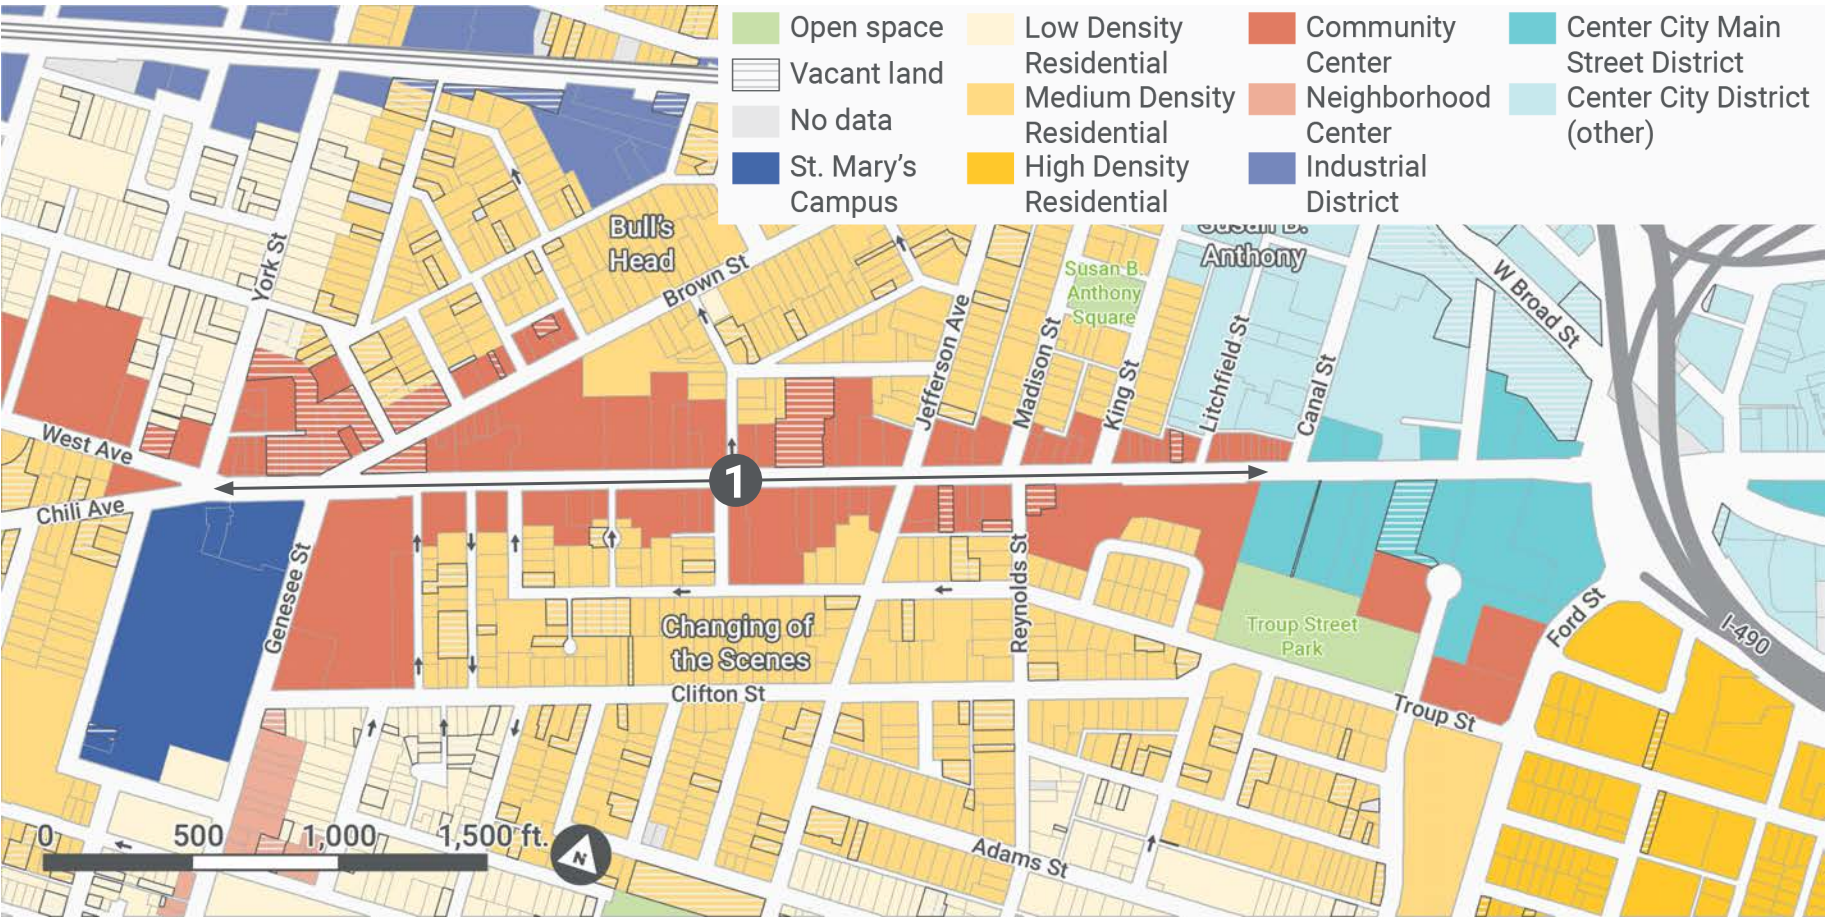 Open space
Vacant land
No data
St. Mary's
Campus
Low Density
Residential
Medium Density
Residential
High Density
Residential
Community
Center
Neighborhood
Center
Industrial
District
Center City Main
Street District
Center City District
(other)
Bull's
Head
York St
Brown St
Susan B.
Anthony
Susan B.
Anthony
Square
W Broad St
Jefferson Ave
Madison St
King St
Litchfield St
Canal St
West Ave
Chili Ave
1
Genesee St
Reynolds St
Changing of
the Scenes
Clifton St
Troup Street
Park
Ford St
I-490
Troup St
Adams St
0 500 1,000 1,500 ft.
N